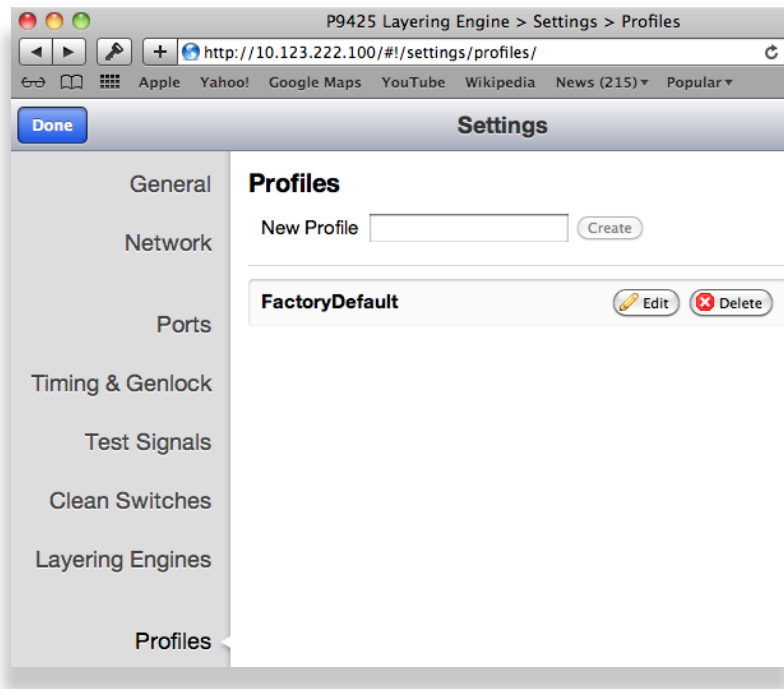 P9425 Layering Engine > Settings > Profiles
http://10.123.222.100/#!/settings/profiles/
Apple Yahoo! Google Maps YouTube Wikipedia News (215)▾ Popular▾
Done Settings
General
Network
Ports
Timing & Genlock
Test Signals
Clean Switches
Layering Engines
Profiles
Profiles
New Profile Create
FactoryDefault Edit Delete